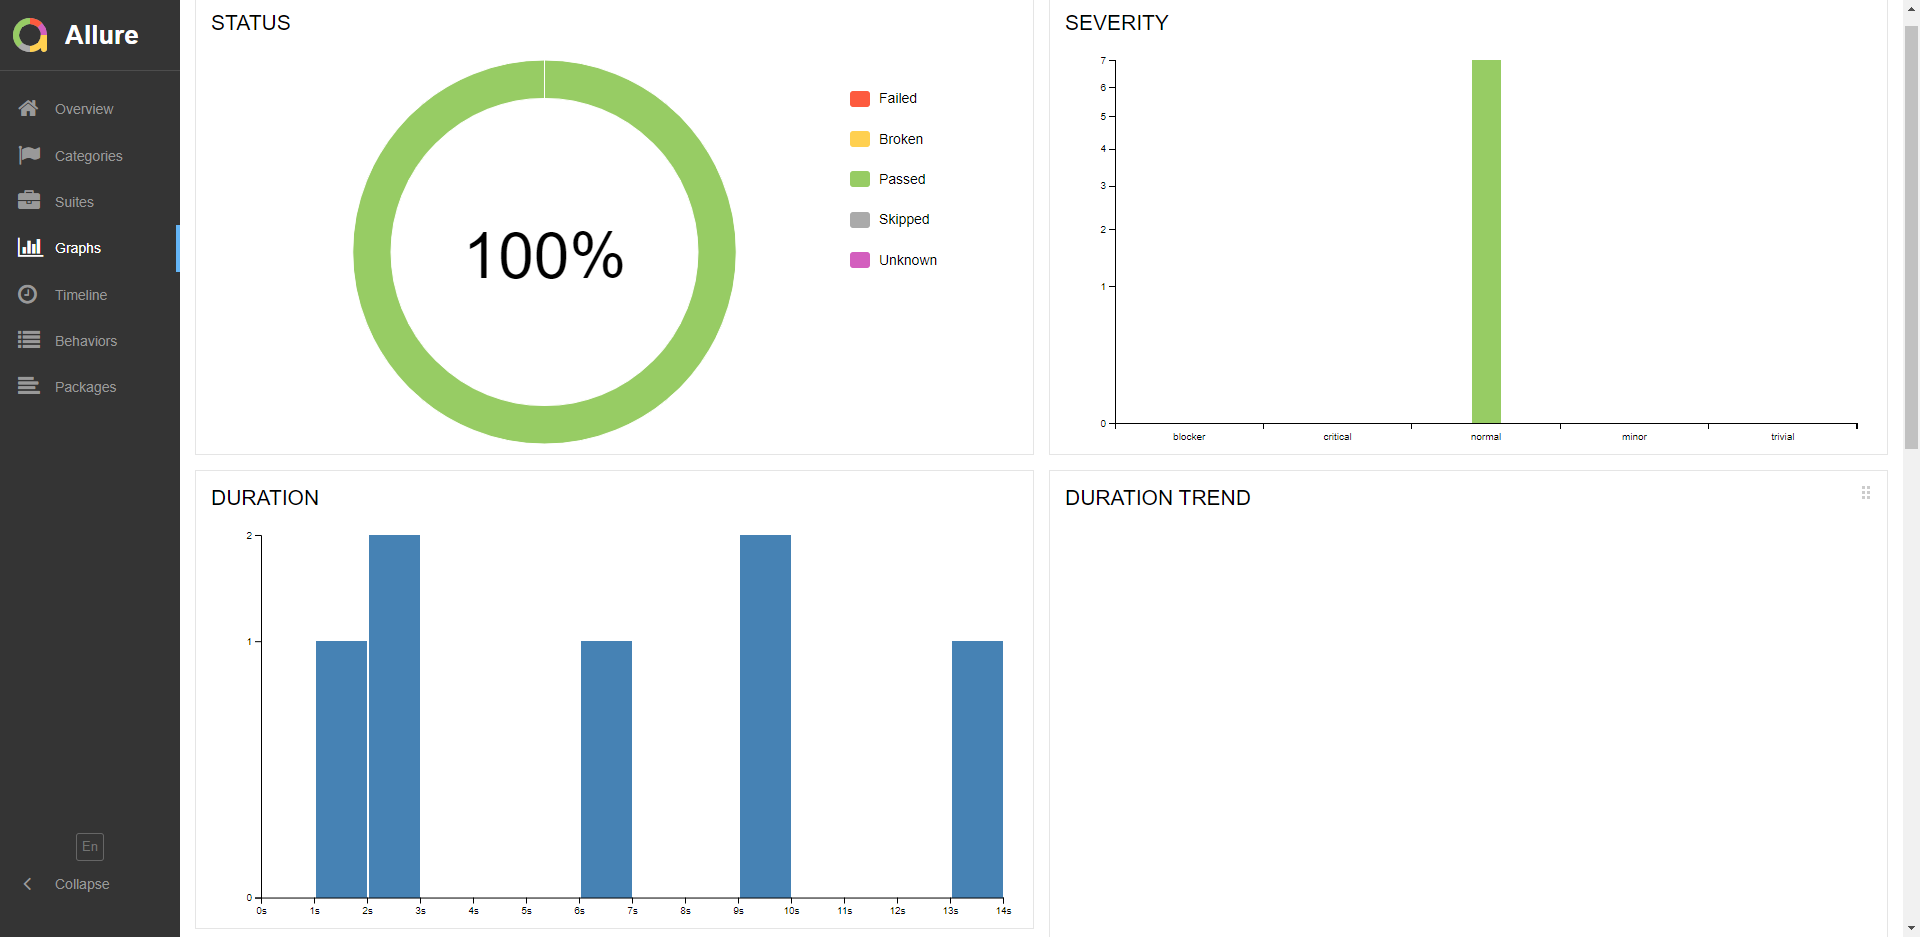 Allure
Overview
Categories
Suites
Graphs
Timeline
Behaviors
Packages
En
Collapse
STATUS
100%
Failed
Broken
Passed
Skipped
Unknown
SEVERITY
7
6
5
4
3
2
1
0
blocker critical normal minor trivial
DURATION
2
1
0
0s 1s 2s 3s 4s 5s 6s 7s 8s 9s 10s 11s 12s 13s 14s
DURATION TREND